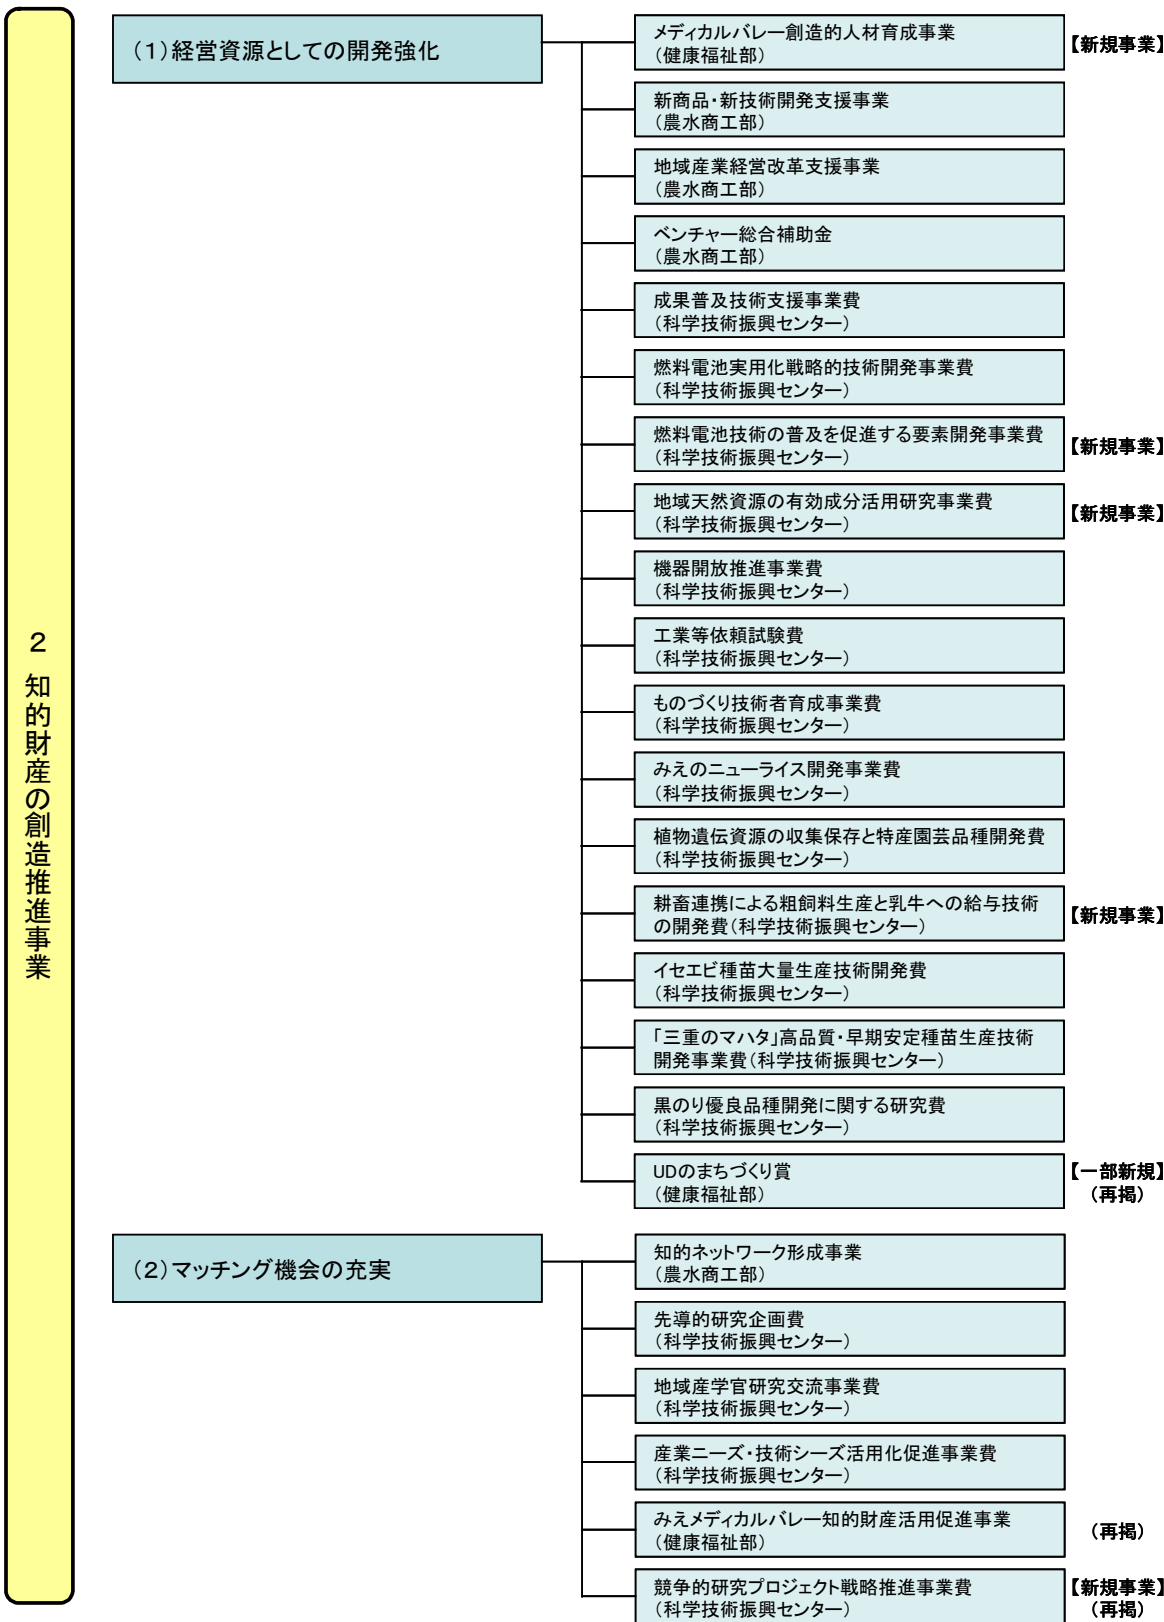 2 知的財産の創造推進事業
(1)経営資源としての開発強化
メディカルバレー創造的人材育成事業
(健康福祉部)
【新規事業】
新商品・新技術開発支援事業
(農水商工部)
地域産業経営改革支援事業
(農水商工部)
ベンチャー総合補助金
(農水商工部)
成果普及技術支援事業費
(科学技術振興センター)
燃料電池実用化戦略的技術開発事業費
(科学技術振興センター)
燃料電池技術の普及を促進する要素開発事業費
(科学技術振興センター)
【新規事業】
地域天然資源の有効成分活用研究事業費
(科学技術振興センター)
【新規事業】
機器開放推進事業費
(科学技術振興センター)
工業等依頼試験費
(科学技術振興センター)
ものづくり技術者育成事業費
(科学技術振興センター)
みえのニューライス開発事業費
(科学技術振興センター)
植物遺伝資源の収集保存と特産園芸品種開発費
(科学技術振興センター)
耕畜連携による粗飼料生産と乳牛への給与技術
の開発費(科学技術振興センター)
【新規事業】
イセエビ種苗大量生産技術開発費
(科学技術振興センター)
「三重のマハタ」高品質・早期安定種苗生産技術
開発事業費(科学技術振興センター)
黒のり優良品種開発に関する研究費
(科学技術振興センター)
UDのまちづくり賞
(健康福祉部)
【一部新規】
(再掲)
(2)マッチング機会の充実
知的ネットワーク形成事業
(農水商工部)
先導的研究企画費
(科学技術振興センター)
地域産学官研究交流事業費
(科学技術振興センター)
産業ニーズ・技術シーズ活用化促進事業費
(科学技術振興センター)
みえメディカルバレー知的財産活用促進事業
(健康福祉部)
(再掲)
競争的研究プロジェクト戦略推進事業費
(科学技術振興センター)
【新規事業】
(再掲)